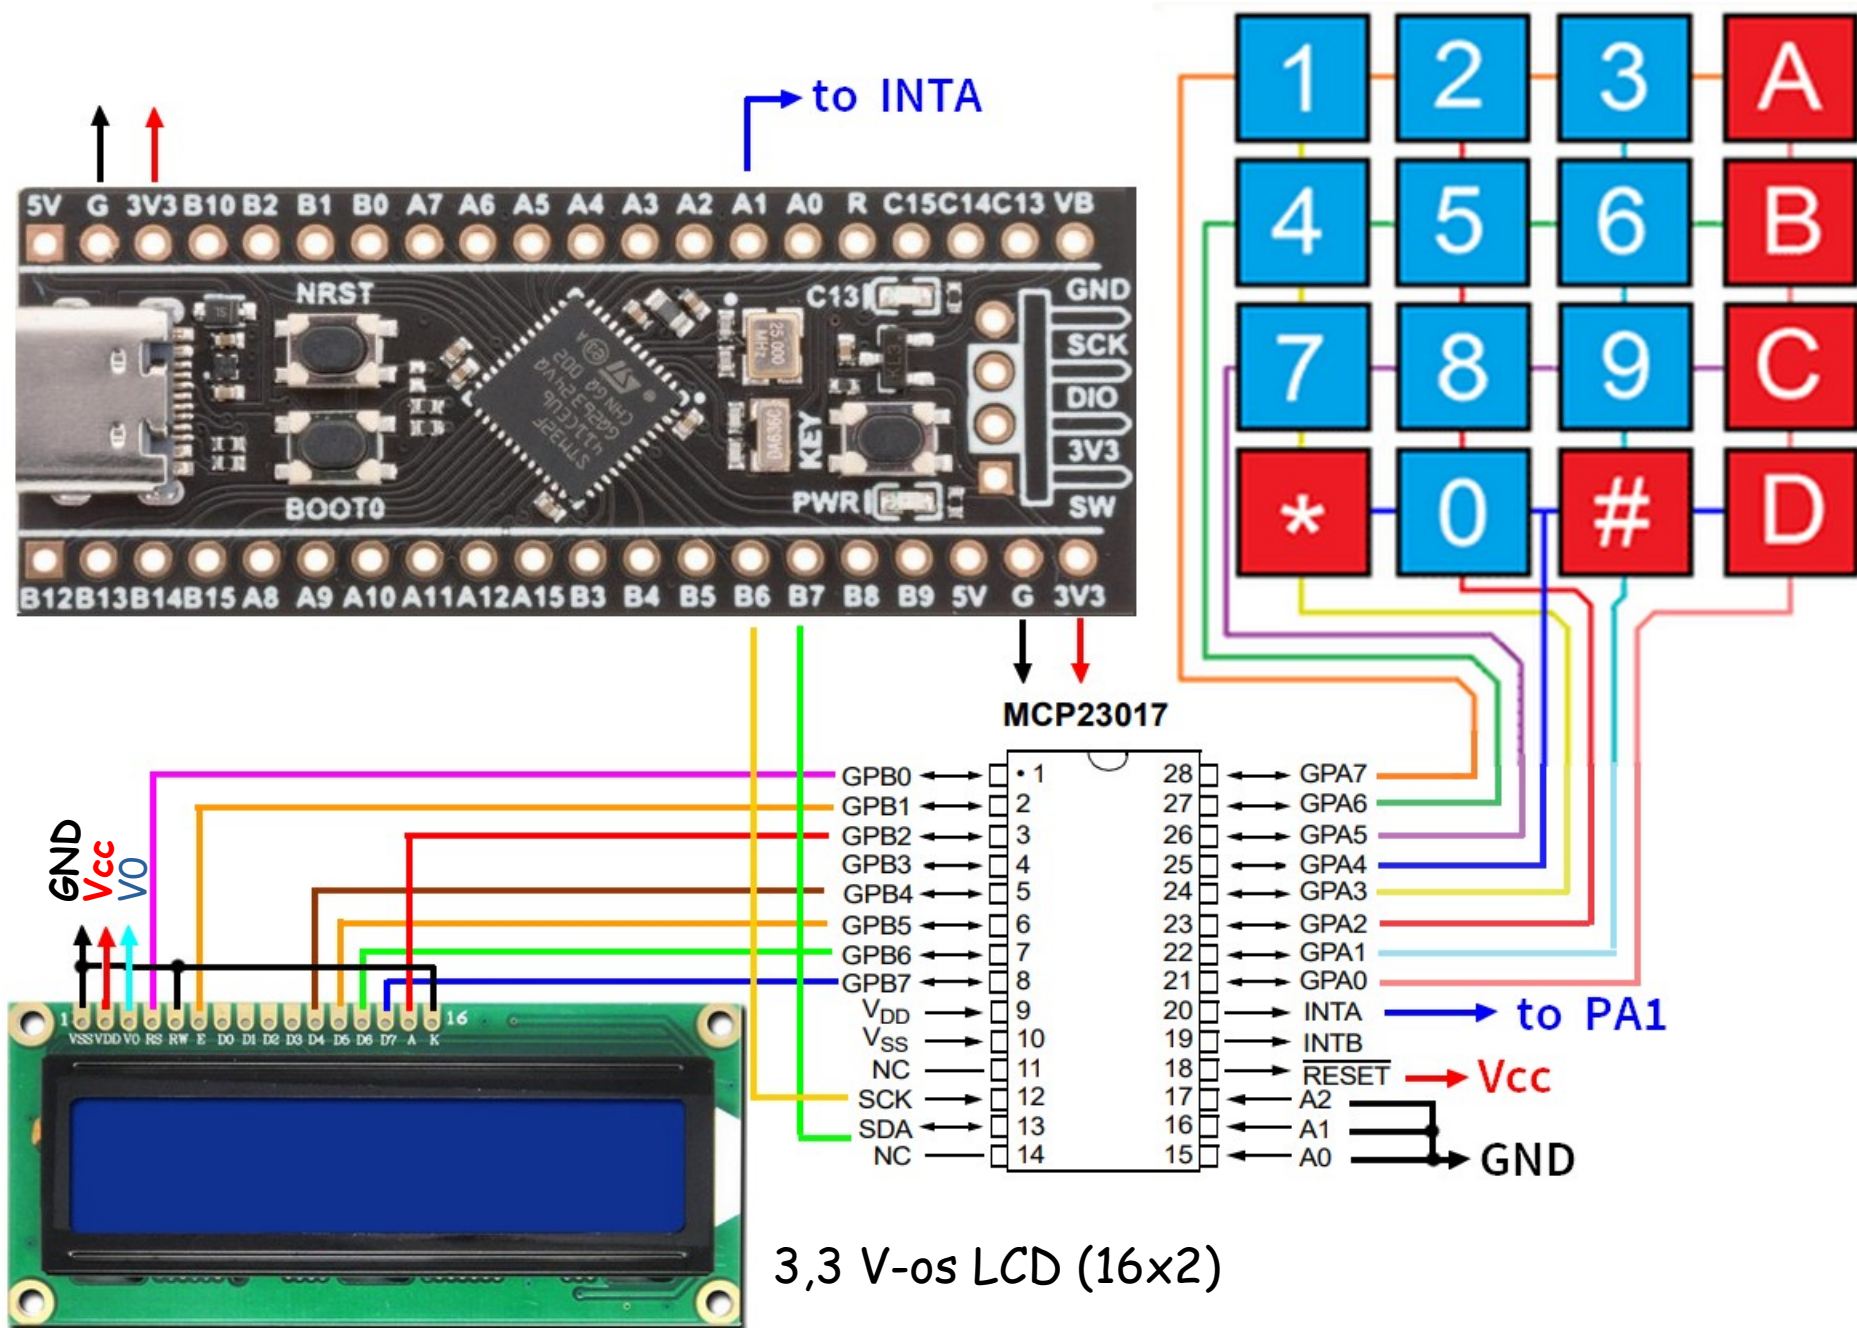 to INTA
5V G 3V3 B10 B2 B1 B0 A7 A6 A5 A4 A3 A2 A1 A0 R C15 C14 C13 VB
NRST
BOOT0
25.000
MHz
C13
KEY
PWR
GND
SCK
DIO
3V3
SW
STM32F
411CEU6
B12 B13 B14 B15 A8 A9 A10 A11 A12 A15 B3 B4 B5 B6 B7 B8 B9 5V G 3V3
1 2 3 A
4 5 6 B
7 8 9 C
* 0 # D
MCP23017
GPB0 1 28 GPA7
GPB1 2 27 GPA6
GPB2 3 26 GPA5
GPB3 4 25 GPA4
GPB4 5 24 GPA3
GPB5 6 23 GPA2
GPB6 7 22 GPA1
GPB7 8 21 GPA0
VDD 9 20 INTA to PA1
VSS 10 19 INTB
NC 11 18 RESET Vcc
SCK 12 17 A2
SDA 13 16 A1
NC 14 15 A0 GND
GND
Vcc
VO
1 16
VSS VDD VO RS RW E D0 D1 D2 D3 D4 D5 D6 D7 A K
3,3 V-os LCD (16x2)